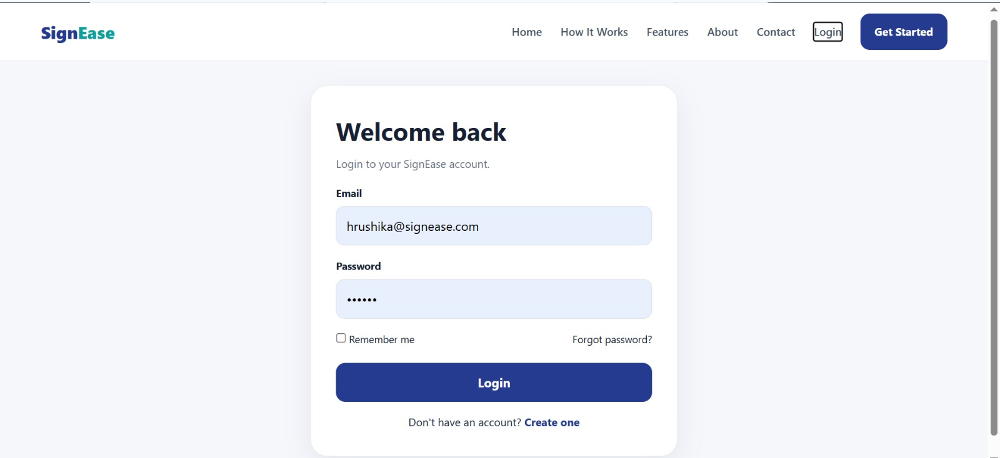 SignEase
Home How It Works Features About Contact Login Get Started
Welcome back
Login to your SignEase account.
Email
hrushika@signease.com
Password
••••••
Remember me Forgot password?
Login
Don't have an account? Create one